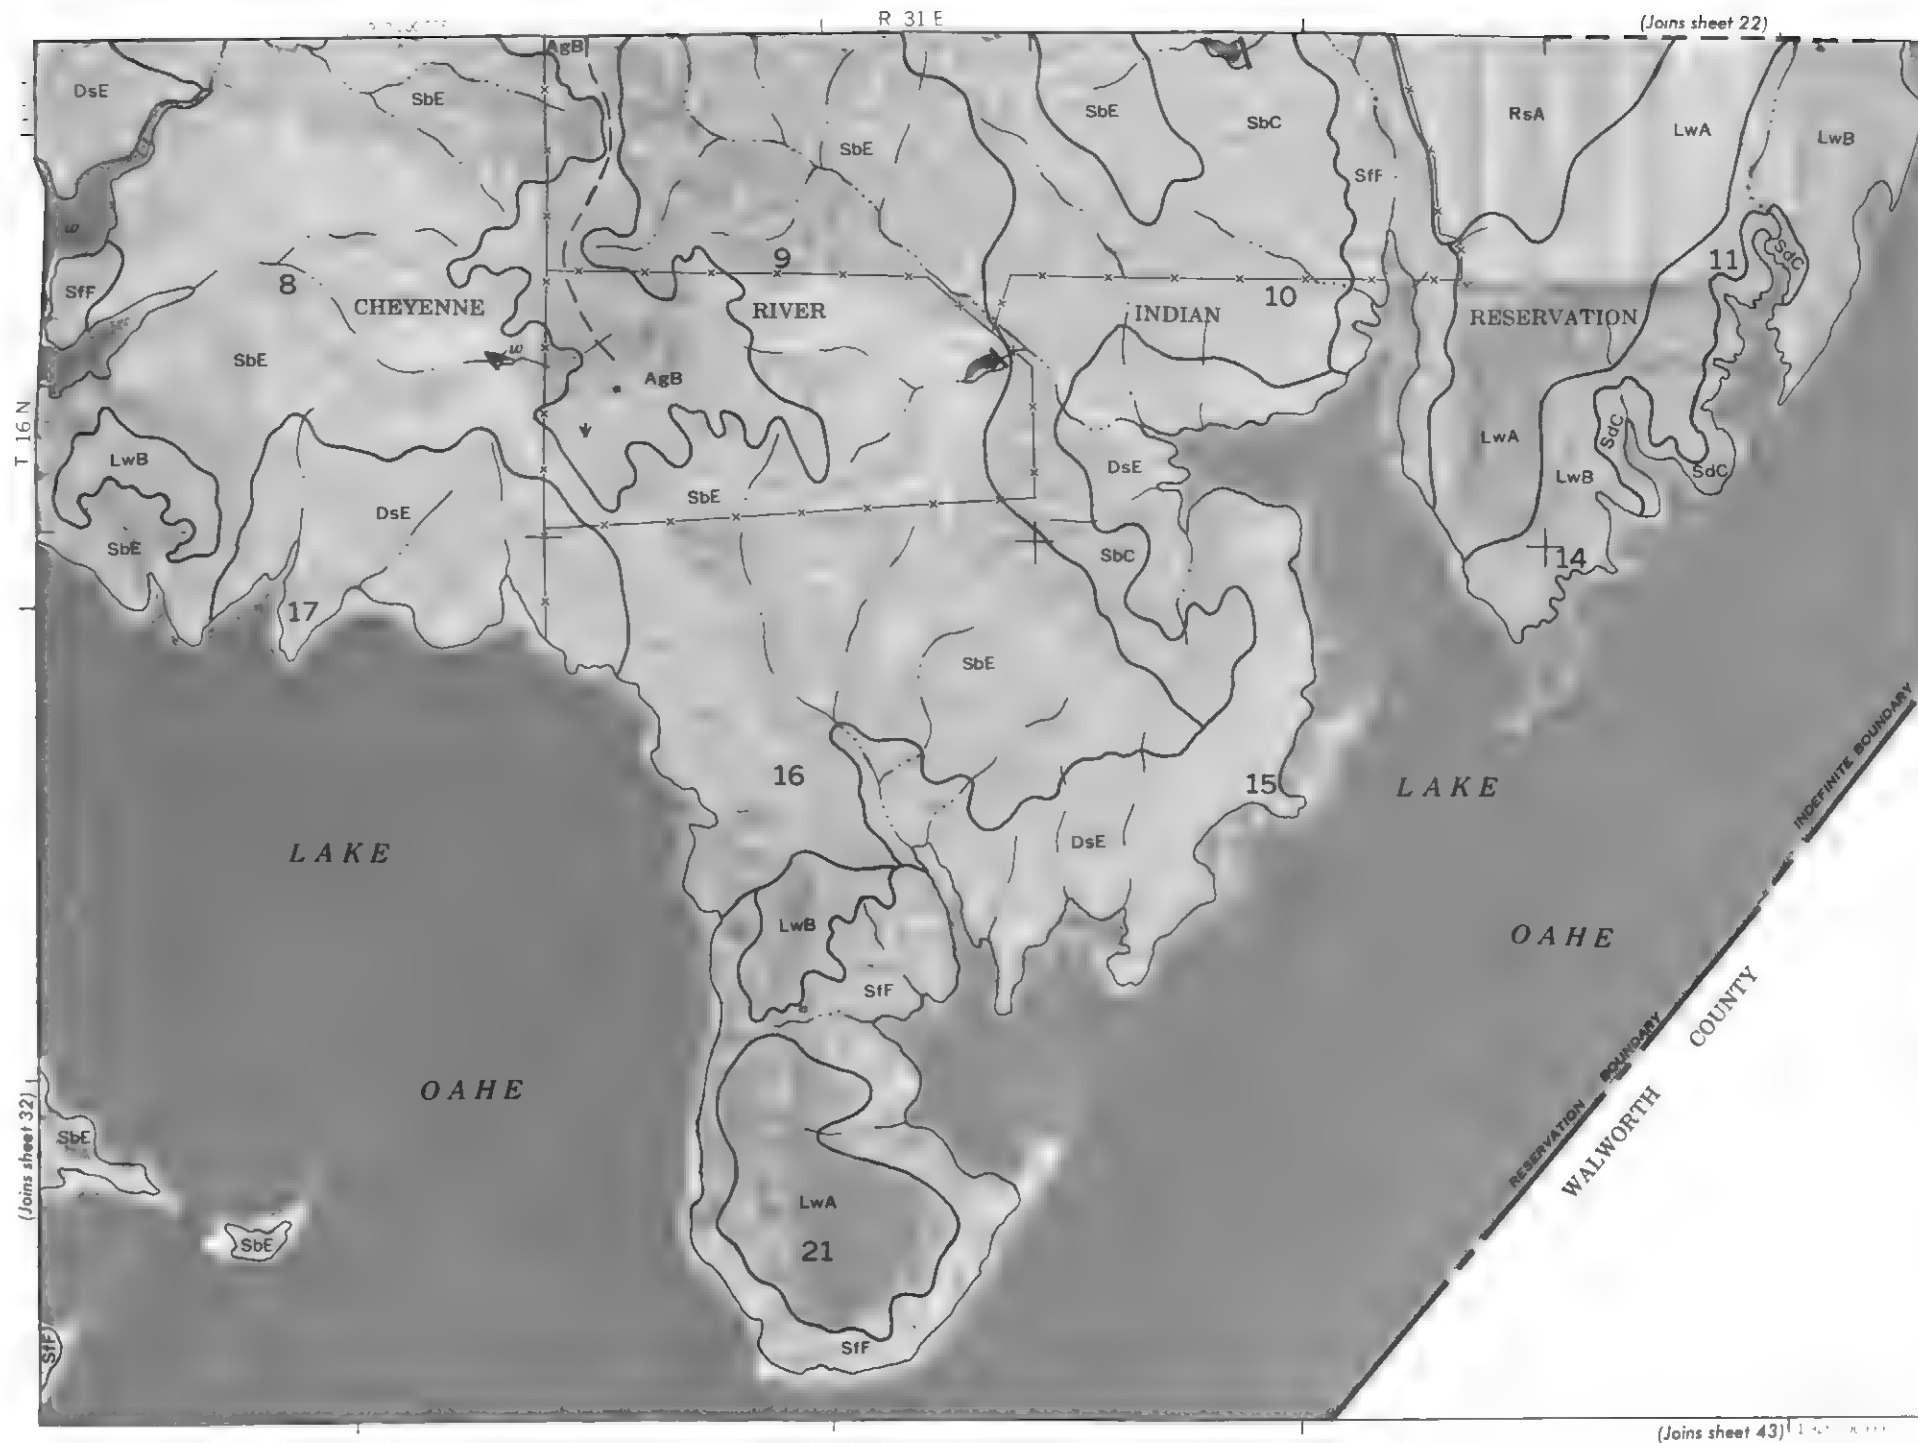 R 31 E
(Joins sheet 22)
AgB
DsE
SbE
SbE
SbE
SbC
RsA
LwA
LwB
SbE
SfF
w
SfF
8
9
10
11
SdC
CHEYENNE RIVER INDIAN RESERVATION
SbE
w
AgB
T 16 N
LwB
DsE
SbE
SbE
DsE
LwA
LwB
SdC
SdC
SbC
14
17
SbE
16
15
LAKE
OAHE
INDEFINITE BOUNDARY
LAKE
OAHE
DsE
LwB
SfF
RESERVATION BOUNDARY
WALWORTH COUNTY
(Joins sheet 32)
SbE
SbE
LwA
21
SfF
SfF
(Joins sheet 43)